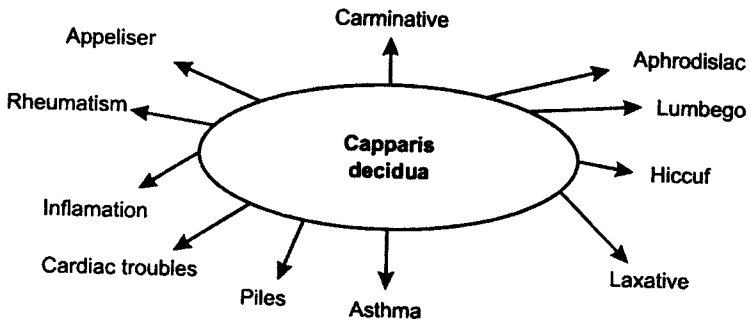 Carminative
Appeliser
Aphrodislac
Rheumatism
Lumbego
Capparis
decidua
Hiccuf
Inflamation
Cardiac troubles
Laxative
Piles
Asthma